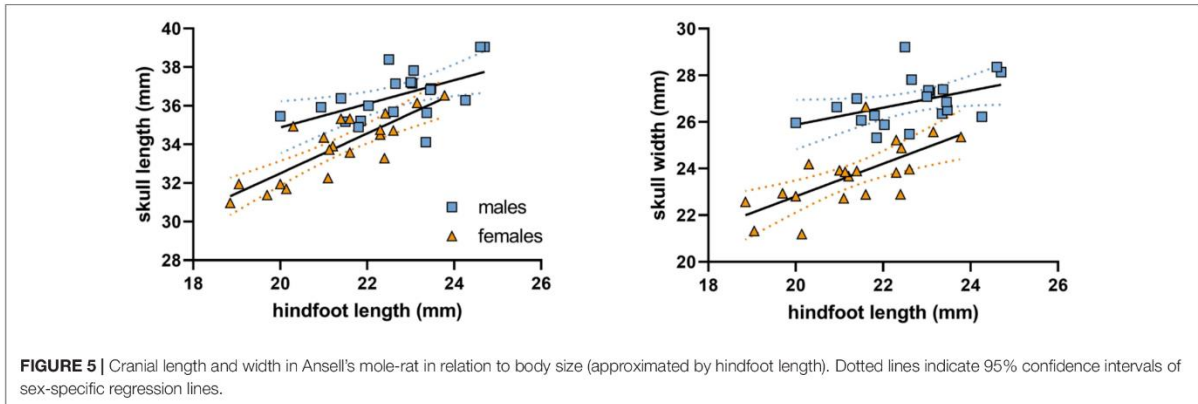 40
38
36
34
32
30
28
18
20
22
24
26
skull length (mm)
hindfoot length (mm)
males
females
30
28
26
24
22
20
18
20
22
24
26
skull width (mm)
hindfoot length (mm)
FIGURE 5 | Cranial length and width in Ansell's mole-rat in relation to body size (approximated by hindfoot length). Dotted lines indicate 95% confidence intervals of
sex-specific regression lines.